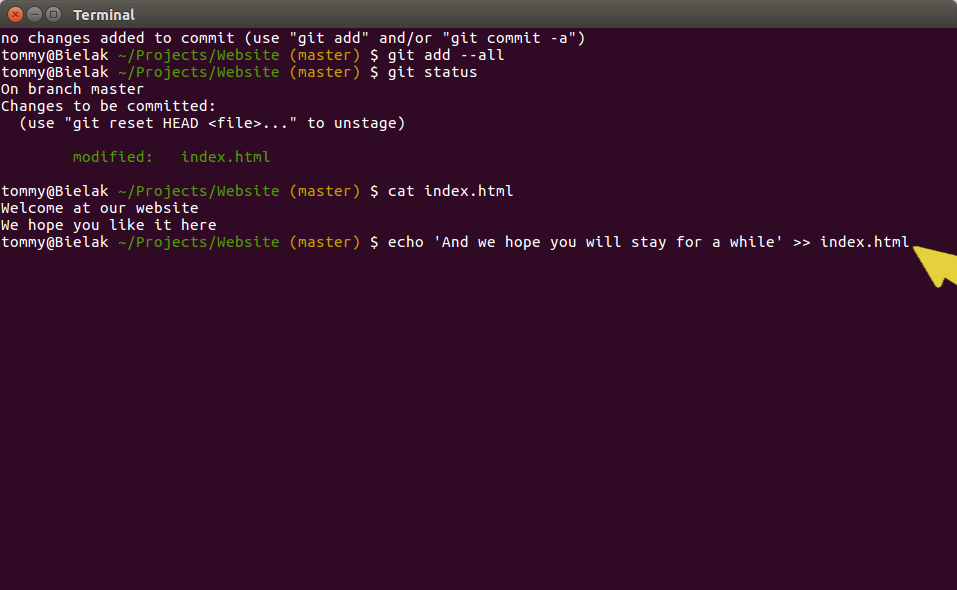 Terminal
no changes added to commit (use "git add" and/or "git commit -a")
tommy@Bielak ~/Projects/Website (master) $ git add --all
tommy@Bielak ~/Projects/Website (master) $ git status
On branch master
Changes to be committed:
  (use "git reset HEAD <file>..." to unstage)
        modified:   index.html
tommy@Bielak ~/Projects/Website (master) $ cat index.html
Welcome at our website
We hope you like it here
tommy@Bielak ~/Projects/Website (master) $ echo 'And we hope you will stay for a while' >> index.html